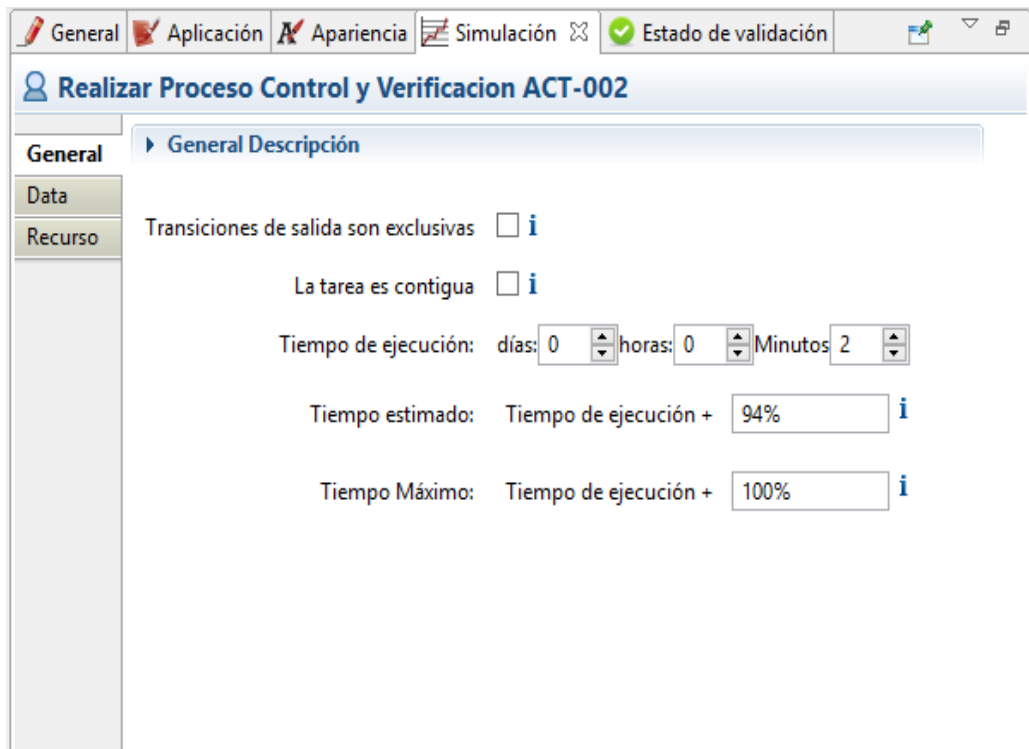 General Aplicación Apariencia Simulación Estado de validación
Realizar Proceso Control y Verificacion ACT-002
General
Data
Recurso
General Descripción
Transiciones de salida son exclusivas i
La tarea es contigua i
Tiempo de ejecución: días: 0 horas: 0 Minutos 2
Tiempo estimado: Tiempo de ejecución + 94% i
Tiempo Máximo: Tiempo de ejecución + 100% i